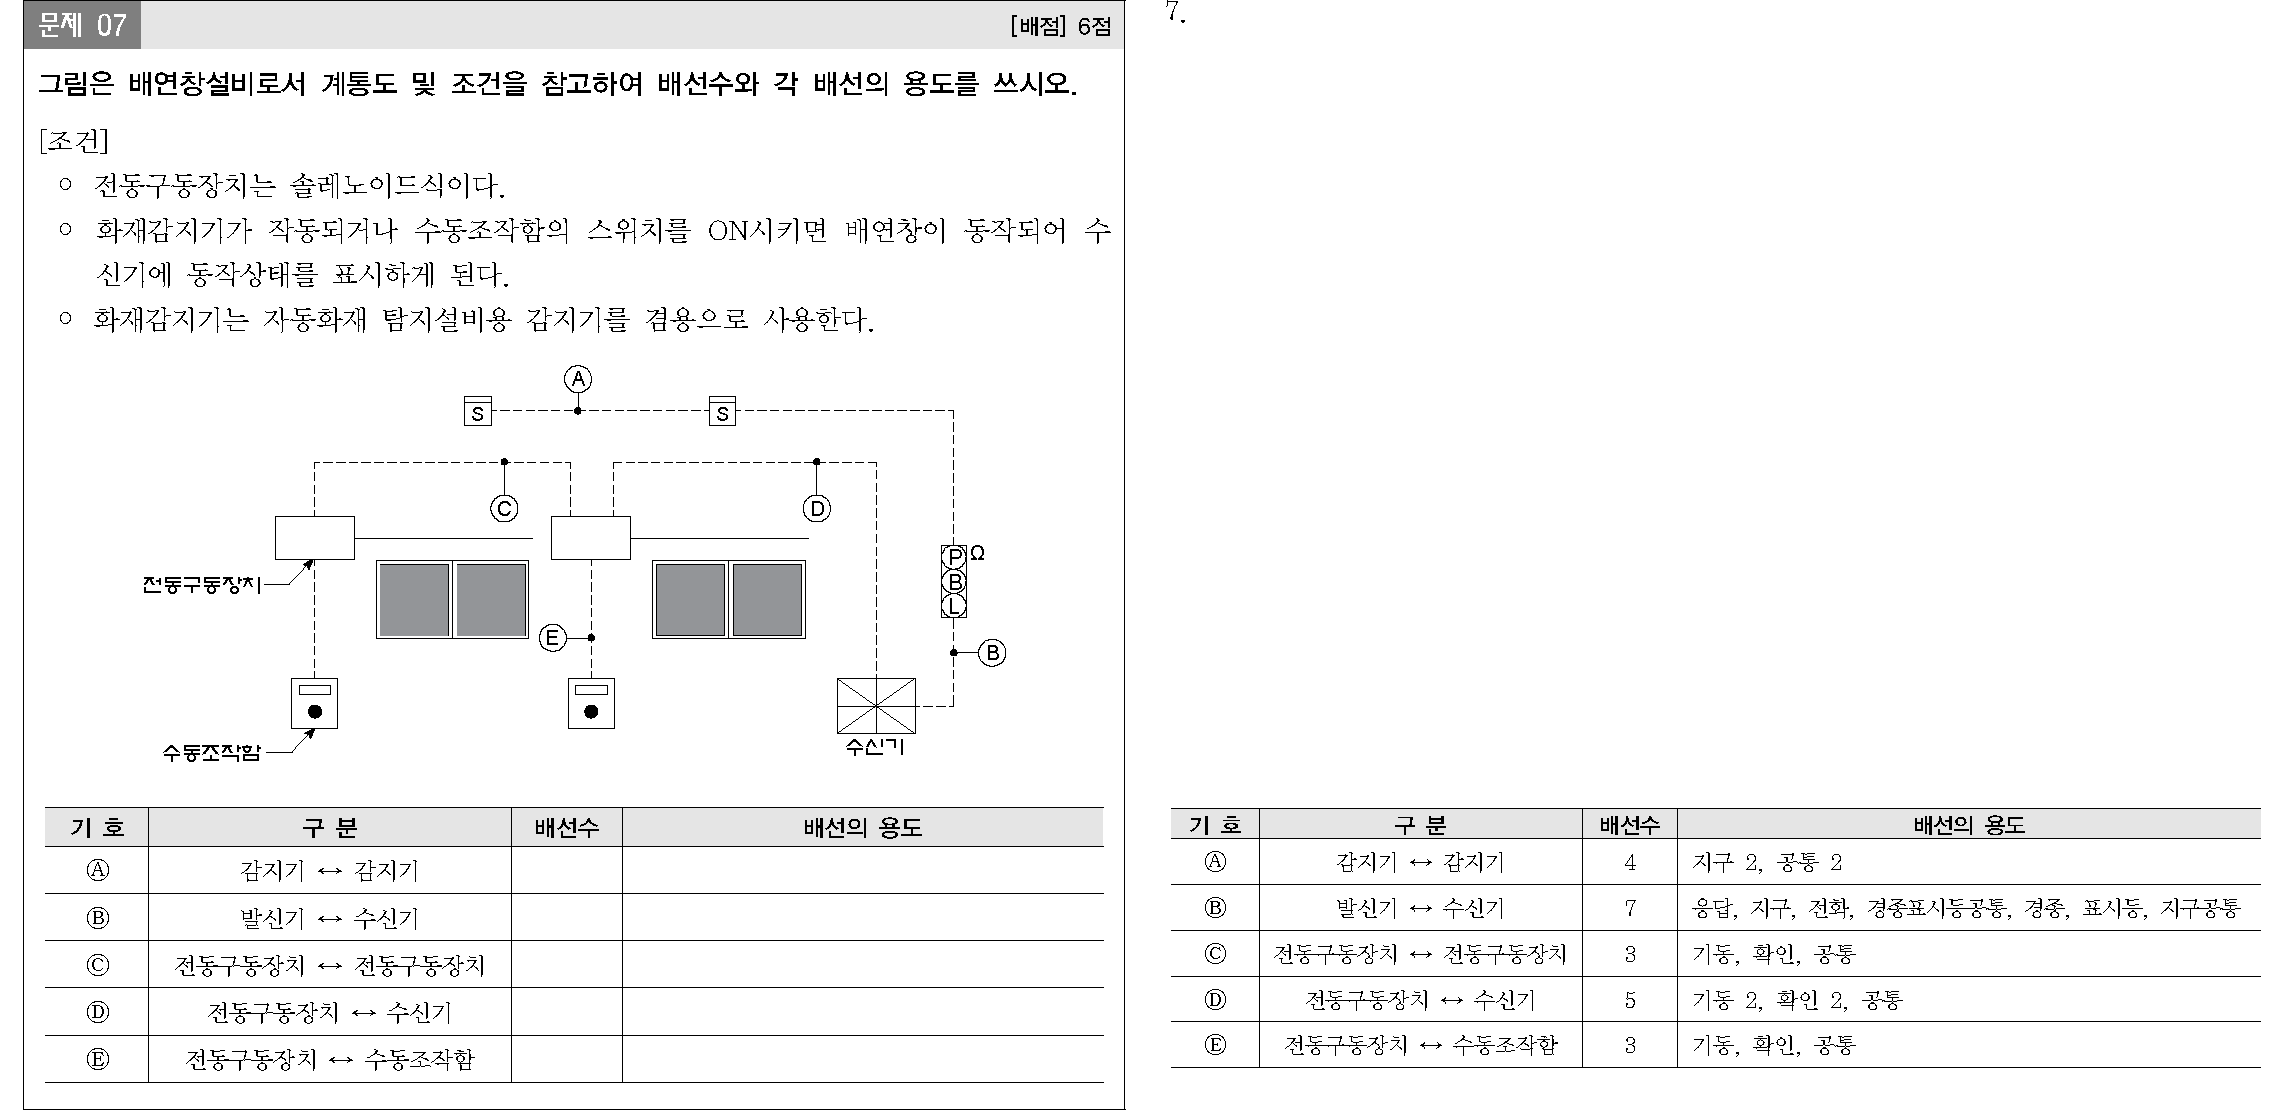 문제 07 [배점] 6점
그림은 배연창설비로서 계통도 및 조건을 참고하여 배선수와 각 배선의 용도를 쓰시오.
[조건]
○ 전동구동장치는 솔레노이드식이다.
○ 화재감지기가 작동되거나 수동조작함의 스위치를 ON시키면 배연창이 동작되어 수
신기에 동작상태를 표시하게 된다.
○ 화재감지기는 자동화재 탐지설비용 감지기를 겸용으로 사용한다.
Ⓐ
S S
Ⓒ Ⓓ
전동구동장치
Ⓟ Ω
Ⓑ
Ⓛ
Ⓔ
Ⓑ
수동조작함
수신기
기 호 구 분 배선수 배선의 용도
Ⓐ 감지기 ↔ 감지기
Ⓑ 발신기 ↔ 수신기
Ⓒ 전동구동장치 ↔ 전동구동장치
Ⓓ 전동구동장치 ↔ 수신기
Ⓔ 전동구동장치 ↔ 수동조작함
7.
기 호 구 분 배선수 배선의 용도
Ⓐ 감지기 ↔ 감지기 4 지구 2, 공통 2
Ⓑ 발신기 ↔ 수신기 7 응답, 지구, 전화, 경종표시등공통, 경종, 표시등, 지구공통
Ⓒ 전동구동장치 ↔ 전동구동장치 3 기동, 확인, 공통
Ⓓ 전동구동장치 ↔ 수신기 5 기동 2, 확인 2, 공통
Ⓔ 전동구동장치 ↔ 수동조작함 3 기동, 확인, 공통